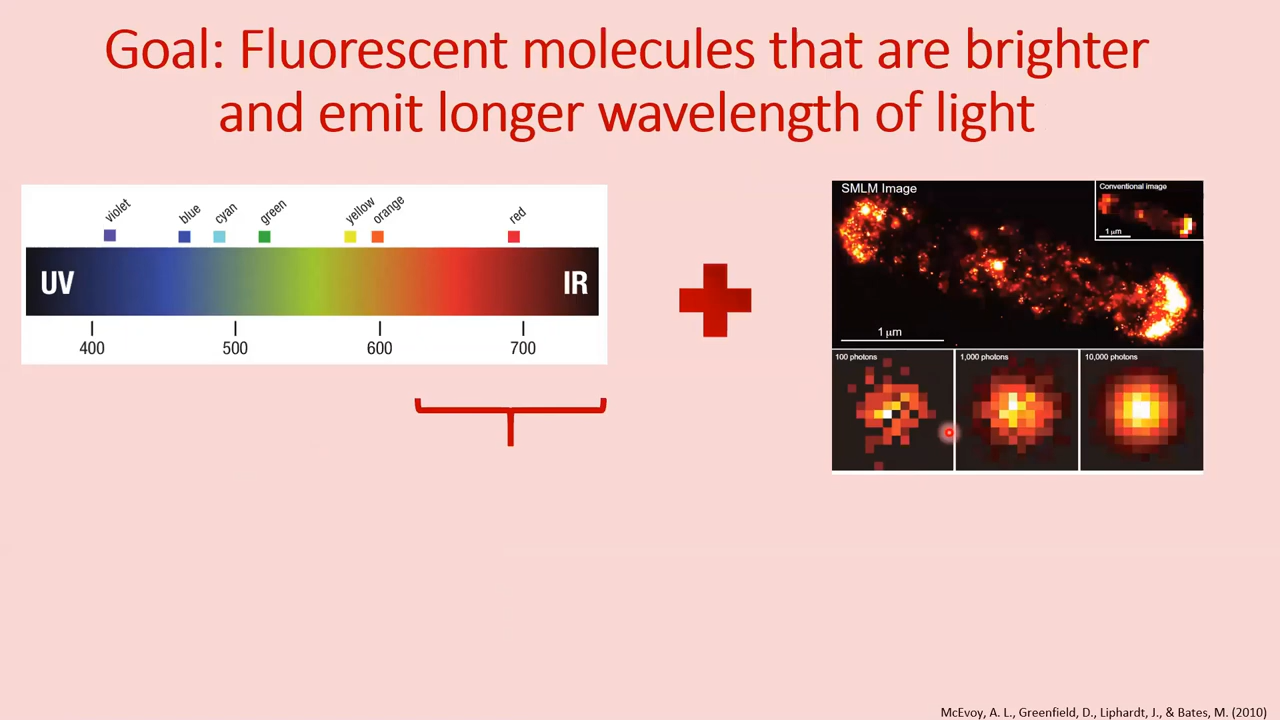 Goal: Fluorescent molecules that are brighter
and emit longer wavelength of light
violet
blue
cyan
green
yellow
orange
red
UV
IR
400
500
600
700
SMLM Image
Conventional image
1 μm
1 μm
100 photons
1,000 photons
10,000 photons
McEvoy, A. L., Greenfield, D., Liphardt, J., & Bates, M. (2010)